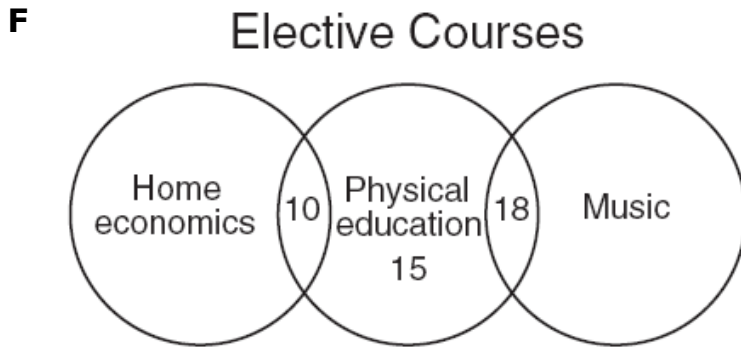 F
Elective Courses
Home
economics
10
Physical
education
15
18
Music